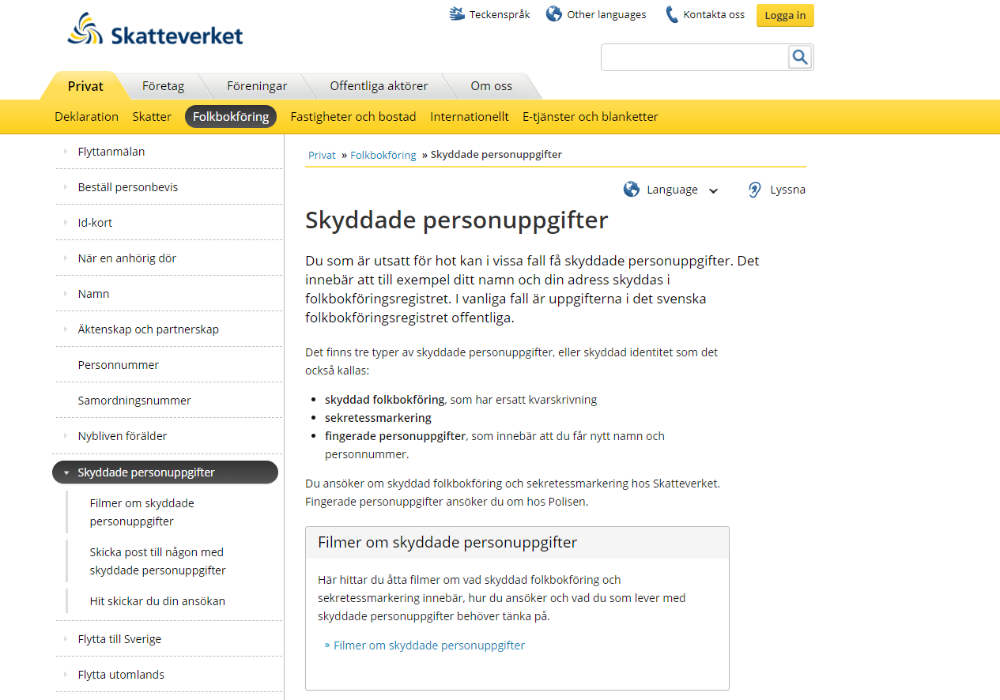 Teckenspråk Other languages Kontakta oss Logga in
Skatteverket
Privat Företag Föreningar Offentliga aktörer Om oss
Deklaration Skatter Folkbokföring Fastigheter och bostad Internationellt E-tjänster och blanketter
Flyttanmälan
Beställ personbevis
Id-kort
När en anhörig dör
Namn
Äktenskap och partnerskap
Personnummer
Samordningsnummer
Nybliven förälder
Skyddade personuppgifter
Filmer om skyddade
personuppgifter
Skicka post till någon med
skyddade personuppgifter
Hit skickar du din ansökan
Flytta till Sverige
Flytta utomlands
Privat » Folkbokföring » Skyddade personuppgifter
Language Lyssna
Skyddade personuppgifter
Du som är utsatt för hot kan i vissa fall få skyddade personuppgifter. Det
innebär att till exempel ditt namn och din adress skyddas i
folkbokföringsregistret. I vanliga fall är uppgifterna i det svenska
folkbokföringsregistret offentliga.
Det finns tre typer av skyddade personuppgifter, eller skyddad identitet som det
också kallas:
• skyddad folkbokföring, som har ersatt kvarskrivning
• sekretessmarkering
• fingerade personuppgifter, som innebär att du får nytt namn och
personnummer.
Du ansöker om skyddad folkbokföring och sekretessmarkering hos Skatteverket.
Fingerade personuppgifter ansöker du om hos Polisen.
Filmer om skyddade personuppgifter
Här hittar du åtta filmer om vad skyddad folkbokföring och
sekretessmarkering innebär, hur du ansöker och vad du som lever med
skyddade personuppgifter behöver tänka på.
» Filmer om skyddade personuppgifter